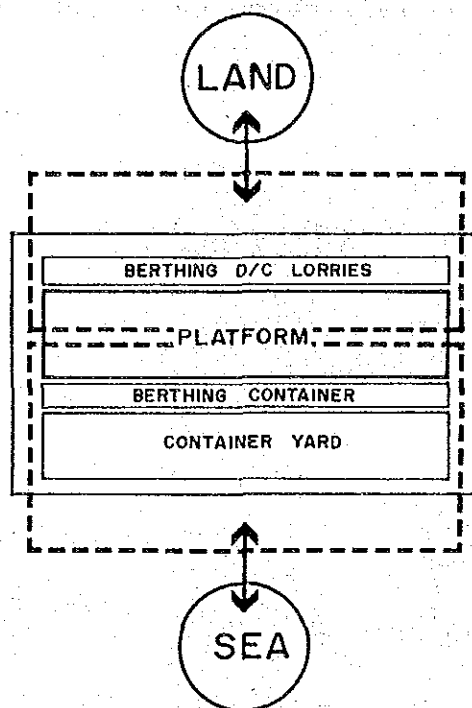 LAND
BERTHING D/C LORRIES
PLATFORM
BERTHING CONTAINER
CONTAINER YARD
SEA